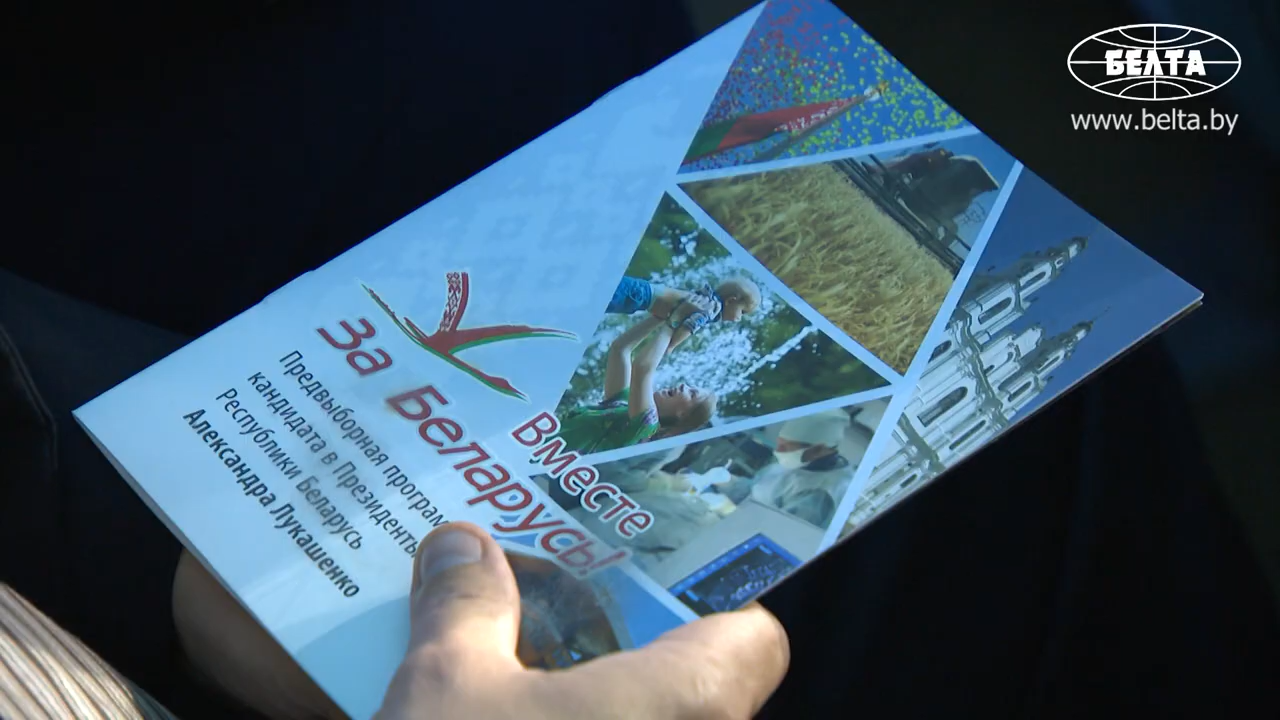 БЕЛТА
www.belta.by
Вместе
За Беларусь!
Предвыборная програм
кандидата в Президенты
Республики Беларусь
Александра Лукашенко